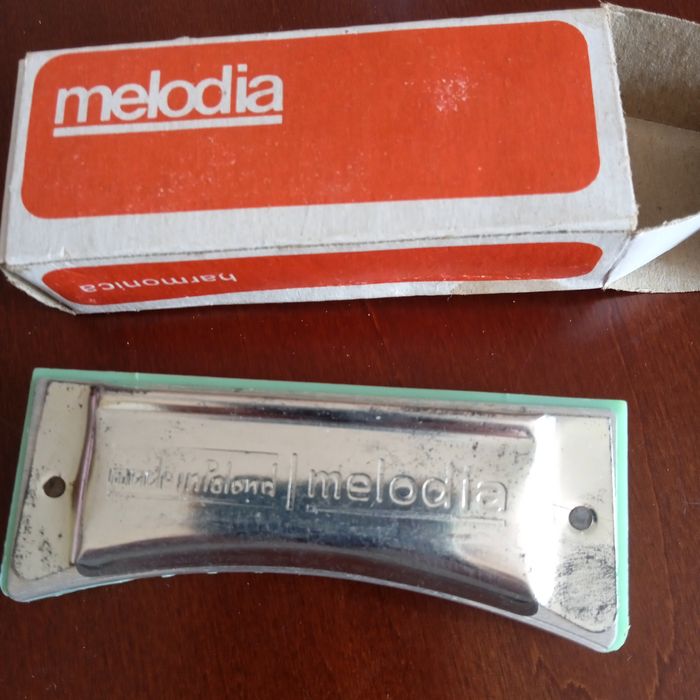 melodia
harmonica
made in Poland | melodia